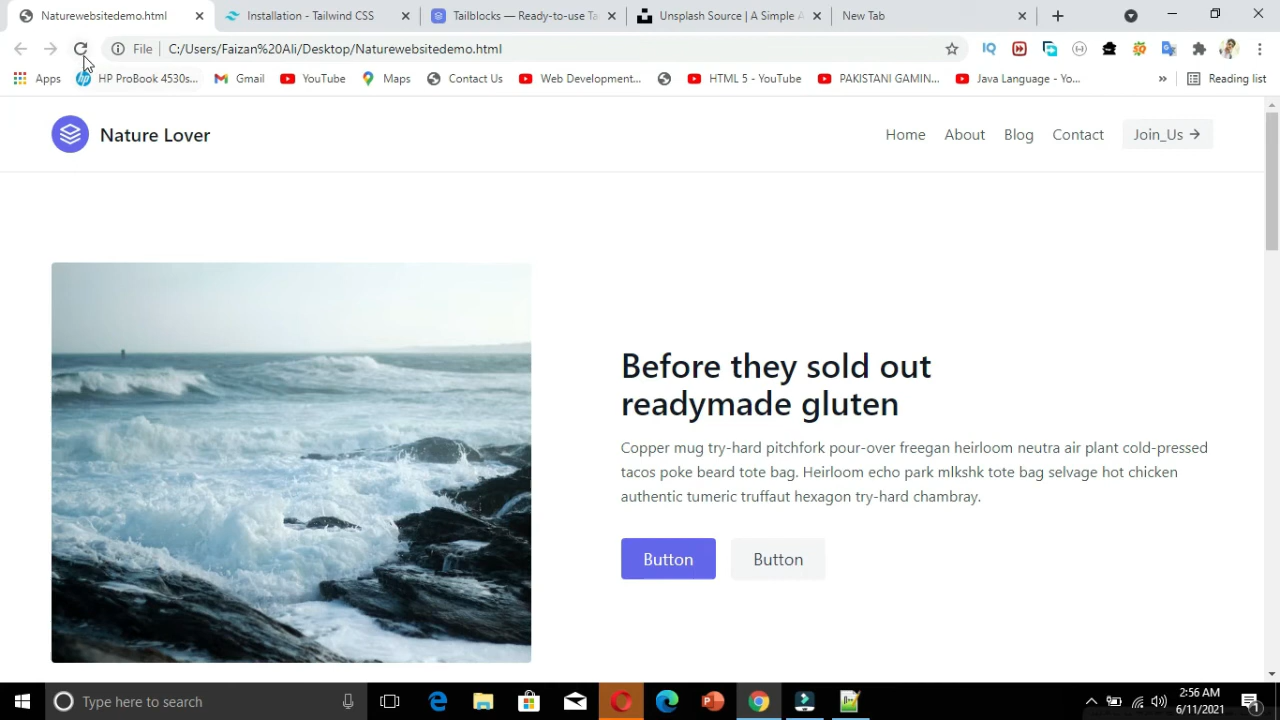 Naturewebsitedemo.html
Installation - Tailwind CSS
Tailblocks — Ready-to-use Ta
Unsplash Source | A Simple A
New Tab
File
C:/Users/Faizan%20Ali/Desktop/Naturewebsitedemo.html
Apps
HP ProBook 4530s...
Gmail
YouTube
Maps
Contact Us
Web Development...
HTML 5 - YouTube
PAKISTANI GAMIN...
Java Language - Yo...
»
Reading list
Nature Lover
Home
About
Blog
Contact
Join_Us →
Before they sold out
readymade gluten
Copper mug try-hard pitchfork pour-over freegan heirloom neutra air plant cold-pressed
tacos poke beard tote bag. Heirloom echo park mlkshk tote bag selvage hot chicken
authentic tumeric truffaut hexagon try-hard chambray.
Button
Button
Type here to search
2:56 AM
6/11/2021